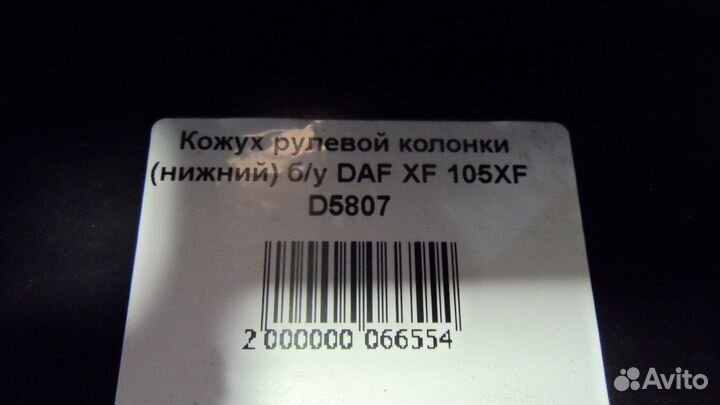 Кожух рулевой колонки
(нижний) б/у DAF XF 105XF
D5807
2 000000 066554
Avito